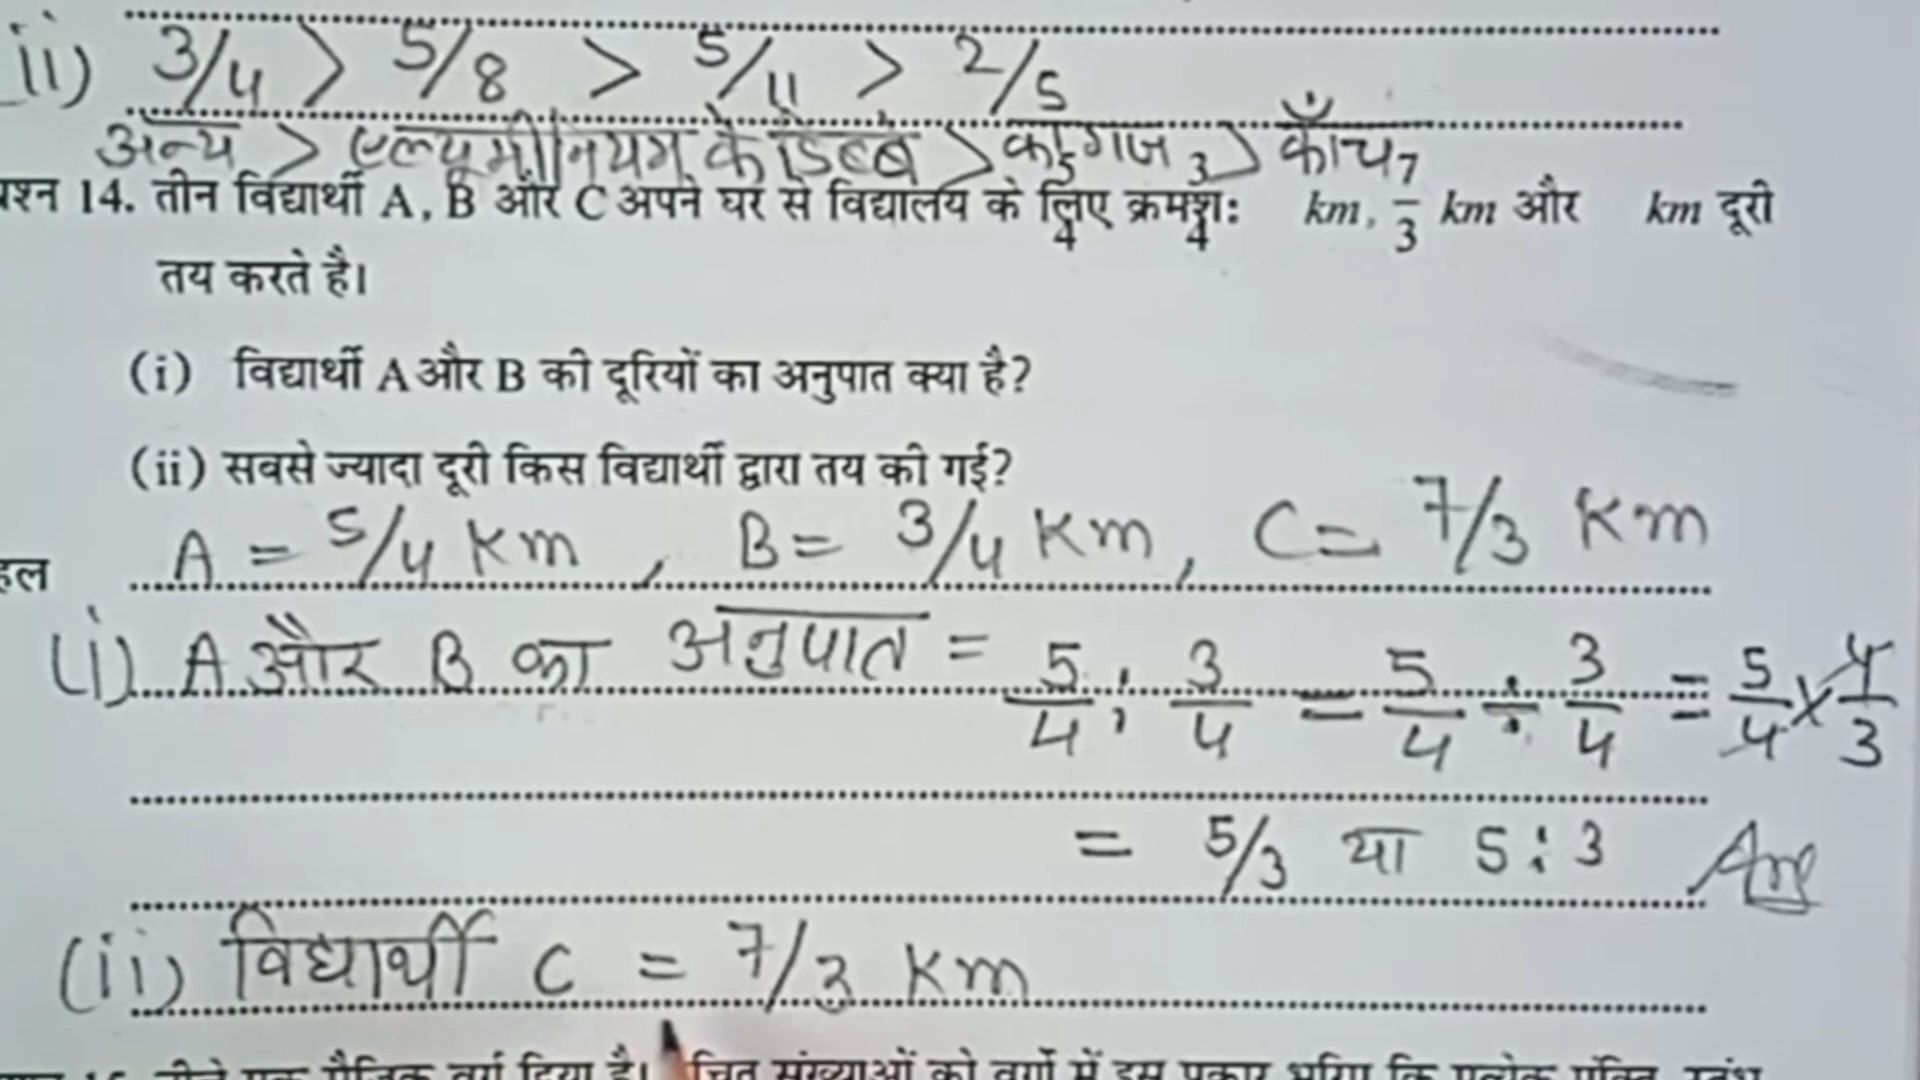 ii) 3/4 > 5/8 > 5/11 > 2/5
अन्य > एल्यूमीनियम के डिब्बे > कागज > काँच
प्रश्न 14. तीन विद्यार्थी A, B और C अपने घर से विद्यालय के लिए क्रमशः 5/4 km, 3/4 km और 7/3 km दूरी
तय करते है।
(i) विद्यार्थी A और B की दूरियों का अनुपात क्या है?
(ii) सबसे ज्यादा दूरी किस विद्यार्थी द्वारा तय की गई?
हल A = 5/4 Km, B = 3/4 Km, C = 7/3 Km
(i) A और B का अनुपात = 5/4 : 3/4 = 5/4 ÷ 3/4 = 5/4 × 4/3
= 5/3 या 5:3 Ans
(ii) विद्यार्थी C = 7/3 Km